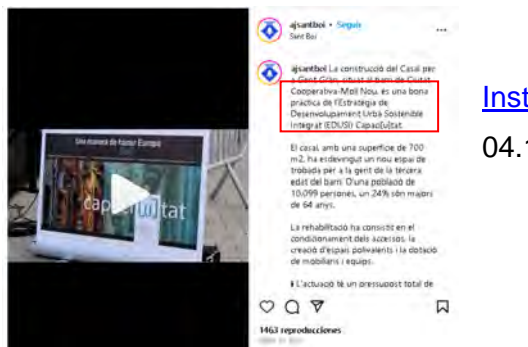 ajsantboi • Seguir
Sant Boi
ajsantboi La construcció del Casal per
a Gent Gran, situat al barri de Ciutat
Cooperativa-Molí Nou, és una bona
pràctica de l'Estratègia de
Desenvolupament Urbà Sostenible
Integrat (EDUSI) Capaci[u]tat.
El casal, amb una superfície de 700
m2, ha esdevingut un nou espai de
trobada per a la gent de la tercera
edat del barri. D'una població de
10.099 persones, un 24% són majors
de 64 anys.
La rehabilitació ha consistit en el
condicionament dels accessos, la
creació d'espais polivalents i la dotació
de mobiliaris i equips.
L'actuació té un pressupost total de
1463 reproducciones
Una manera de hacer Europa
Inst
04.1